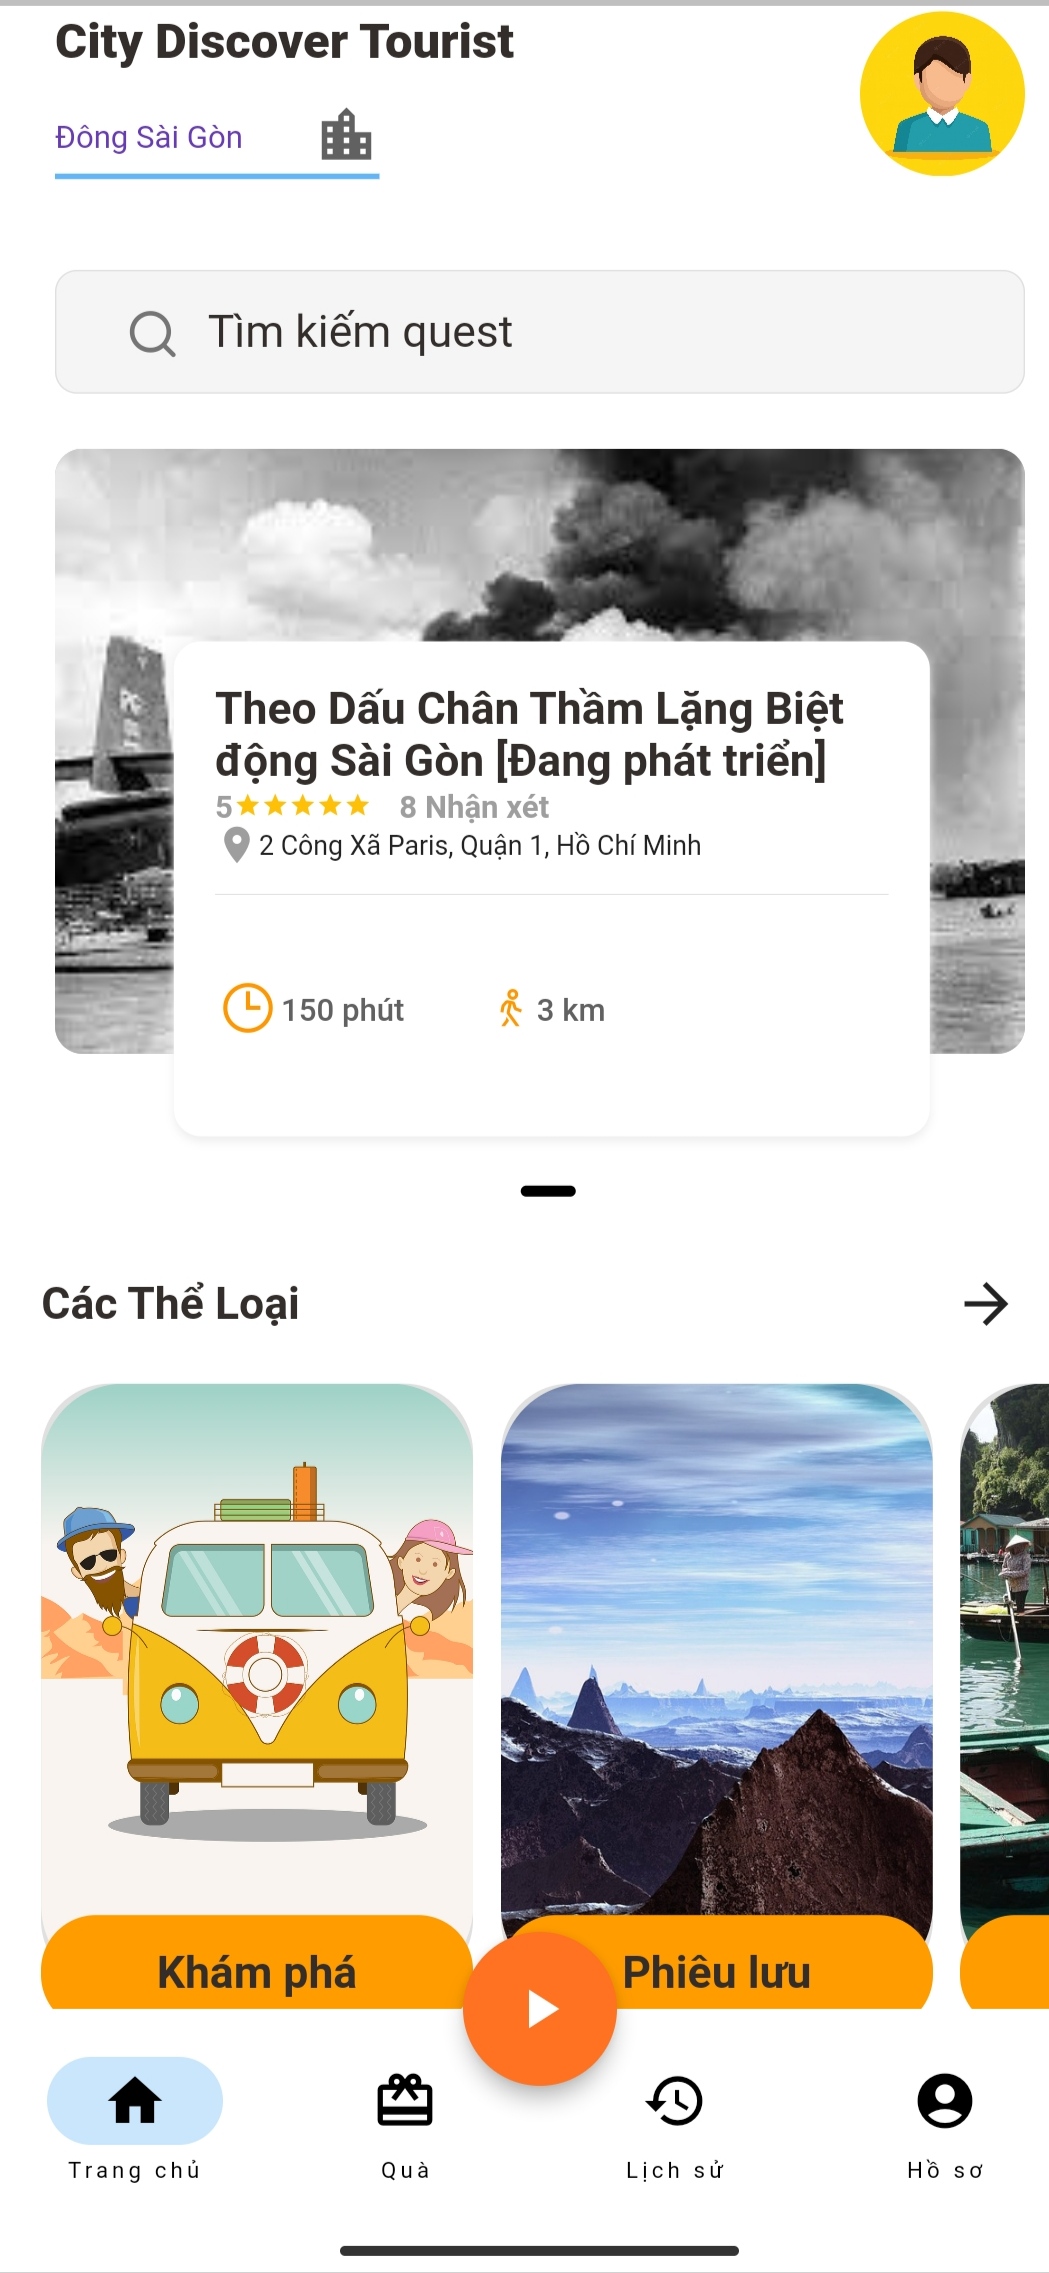 City Discover Tourist
Đông Sài Gòn
Tìm kiếm quest
Theo Dấu Chân Thầm Lặng Biệt
động Sài Gòn [Đang phát triển]
5 8 Nhận xét
2 Công Xã Paris, Quận 1, Hồ Chí Minh
150 phút 3 km
Các Thể Loại
Khám phá Phiêu lưu
Trang chủ Quà Lịch sử Hồ sơ